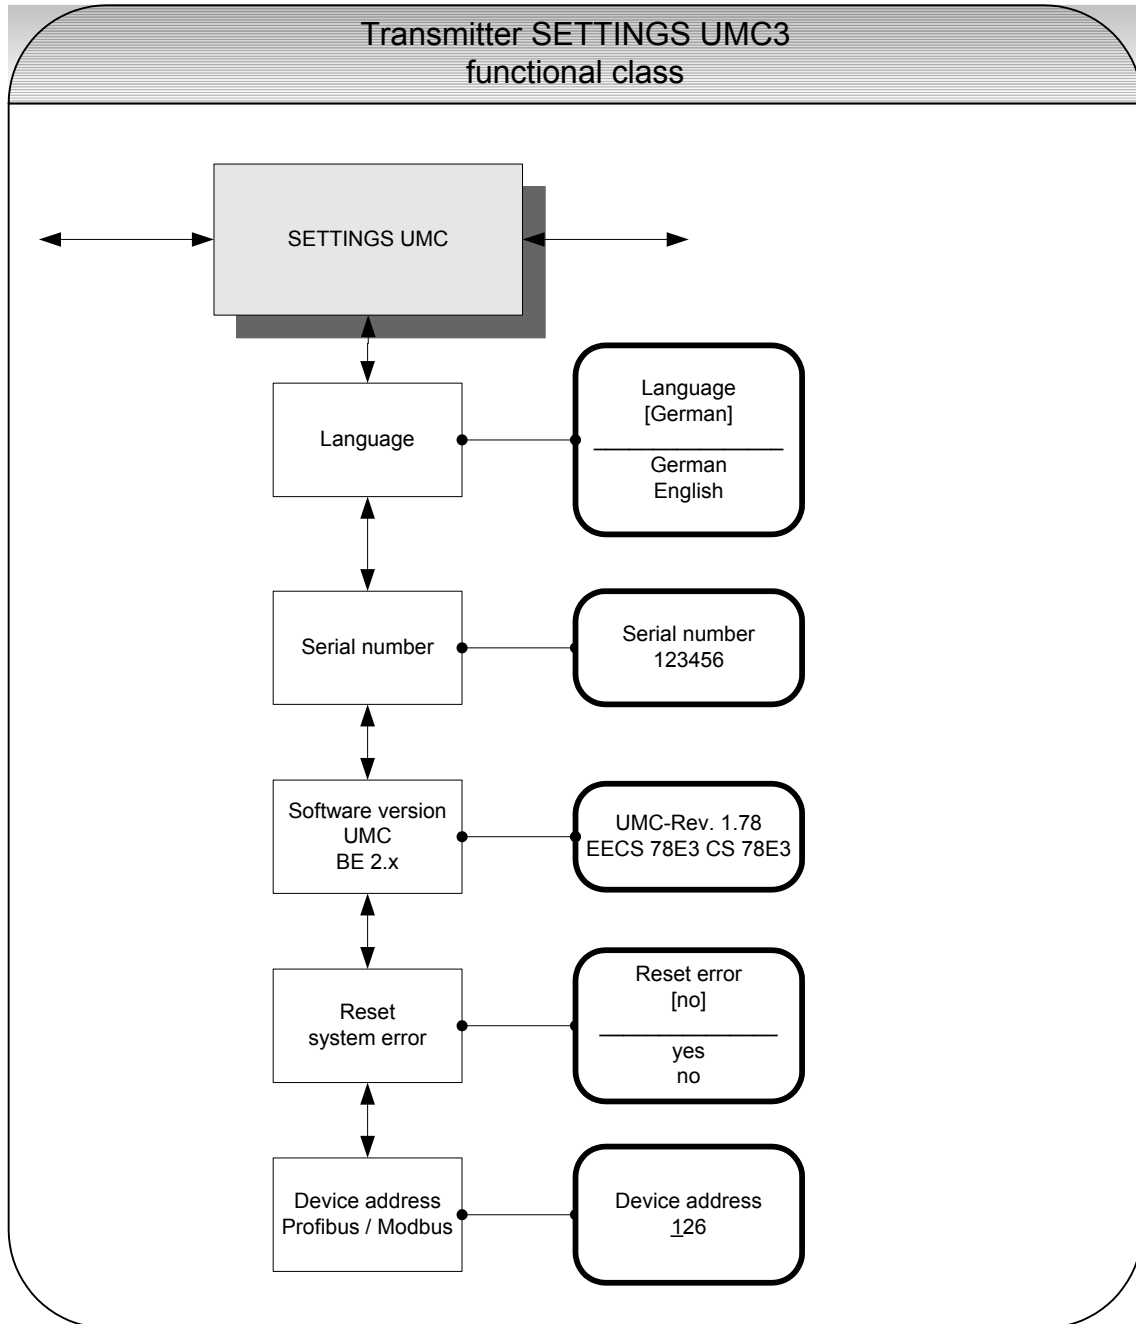 Transmitter SETTINGS UMC3
functional class
SETTINGS UMC
Language
Language
[German]
German
English
Serial number
Serial number
123456
Software version
UMC
BE 2.x
UMC-Rev. 1.78
EECS 78E3 CS 78E3
Reset
system error
Reset error
[no]
yes
no
Device address
Profibus / Modbus
Device address
126